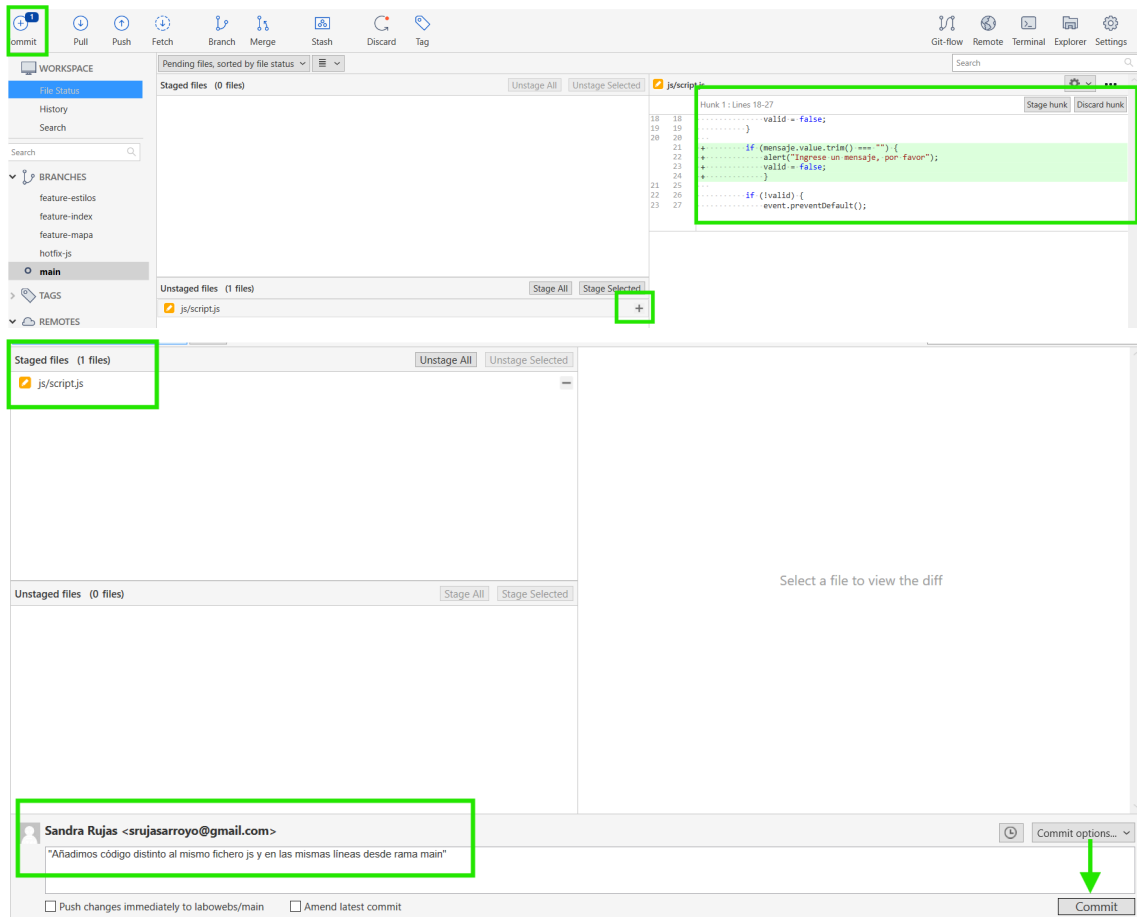 1
ommit Pull Push Fetch Branch Merge Stash Discard Tag Git-flow Remote Terminal Explorer Settings
WORKSPACE
File Status
History
Search
Search
BRANCHES
feature-estilos
feature-index
feature-mapa
hotfix-js
main
TAGS
REMOTES
Pending files, sorted by file status
Search
Staged files (0 files) Unstage All Unstage Selected
Unstaged files (1 files) Stage All Stage Selected
js/script.js +
js/script.js
Hunk 1 : Lines 18-27 Stage hunk Discard hunk
18 18 valid = false;
19 19 }
20 20
21 + if (mensaje.value.trim() === "") {
22 + alert("Ingrese un mensaje, por favor");
23 + valid = false;
24 + }
21 25
22 26 if (!valid) {
23 27 event.preventDefault();
Staged files (1 files) Unstage All Unstage Selected
js/script.js
Unstaged files (0 files) Stage All Stage Selected
Select a file to view the diff
Sandra Rujas <srujasarroyo@gmail.com> Commit options...
"Añadimos código distinto al mismo fichero js y en las mismas líneas desde rama main"
Push changes immediately to labowebs/main Amend latest commit Commit